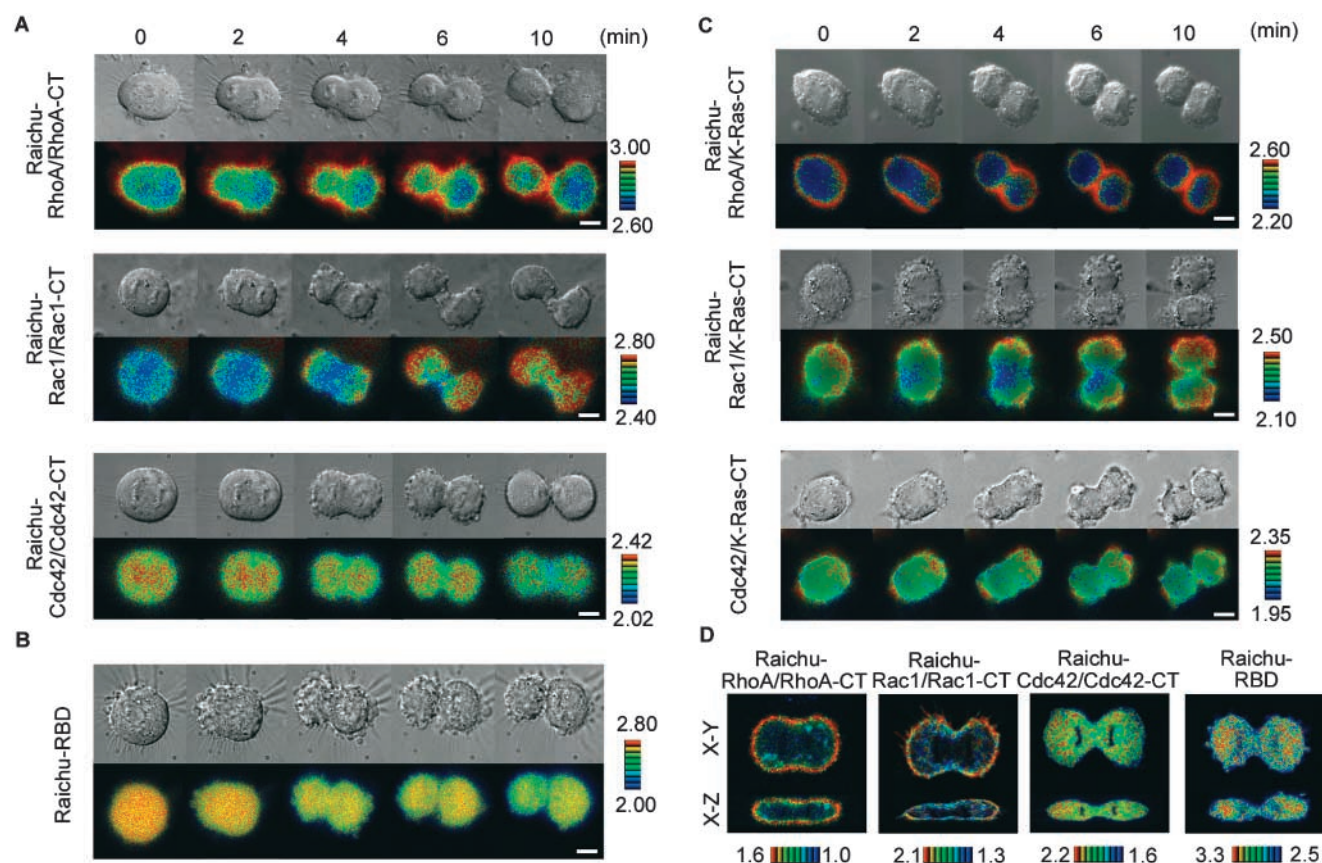 A
0 2 4 6 10 (min)
Raichu-
RhoA/RhoA-CT
3.00
2.60
Raichu-
Rac1/Rac1-CT
2.80
2.40
Raichu-
Cdc42/Cdc42-CT
2.42
2.02
B
Raichu-RBD
2.80
2.00
C
0 2 4 6 10 (min)
Raichu-
RhoA/K-Ras-CT
2.60
2.20
Raichu-
Rac1/K-Ras-CT
2.50
2.10
Raichu-
Cdc42/K-Ras-CT
2.35
1.95
D
Raichu-
RhoA/RhoA-CT
Raichu-
Rac1/Rac1-CT
Raichu-
Cdc42/Cdc42-CT
Raichu-
RBD
X-Y
X-Z
1.6 1.0
2.1 1.3
2.2 1.6
3.3 2.5